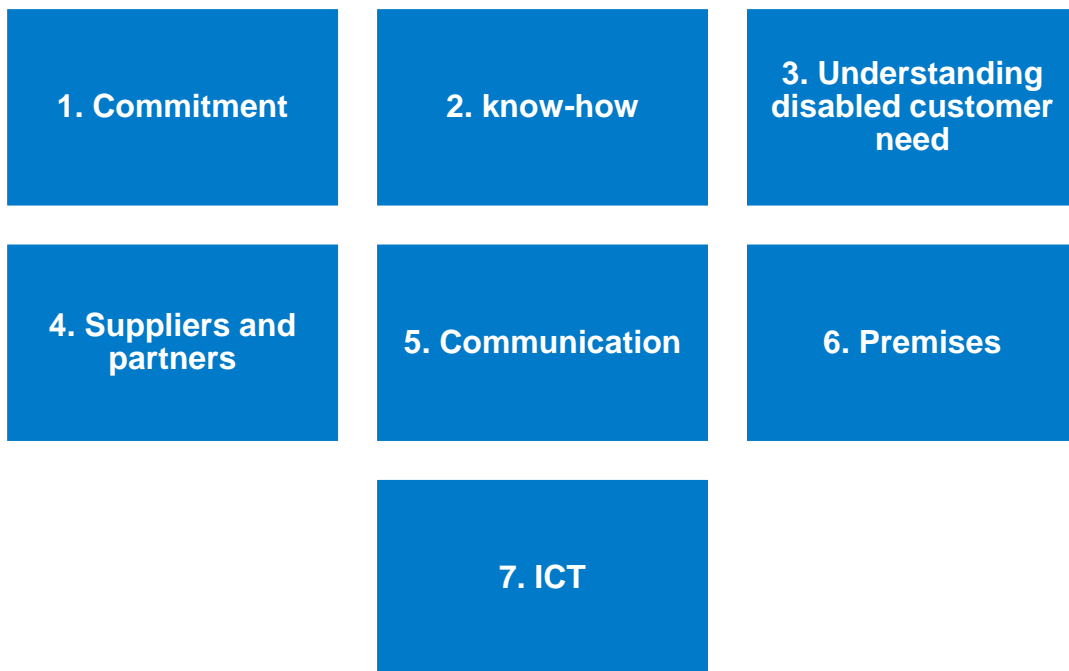 1. Commitment
2. know-how
3. Understanding
disabled customer
need
4. Suppliers and
partners
5. Communication
6. Premises
7. ICT